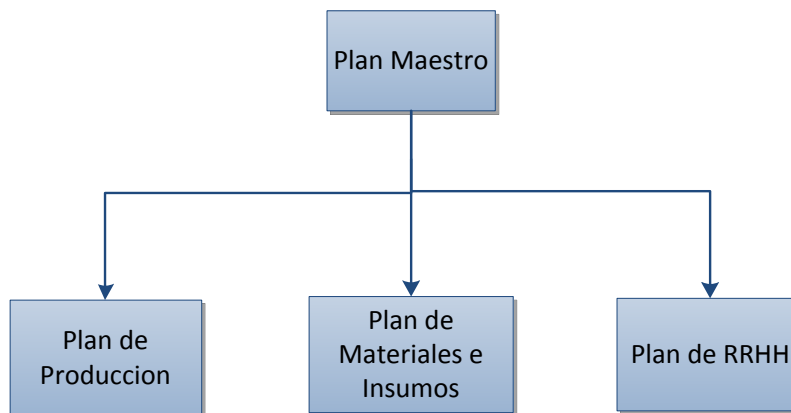 Plan Maestro
Plan de
Produccion
Plan de
Materiales e
Insumos
Plan de RRHH